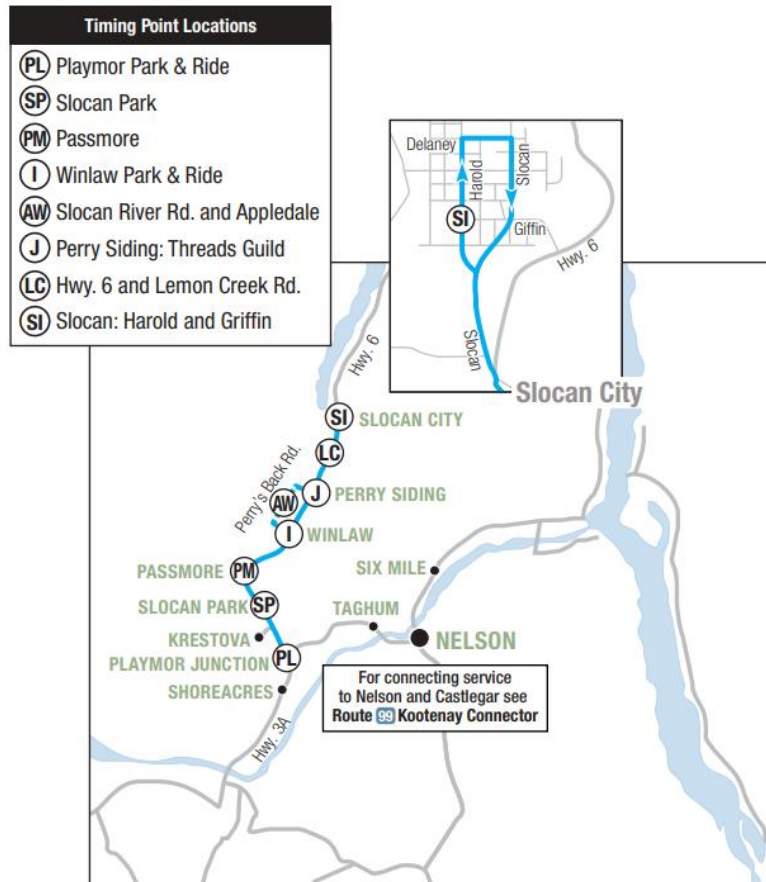 Timing Point Locations
PL Playmor Park & Ride
SP Slocan Park
PM Passmore
I Winlaw Park & Ride
AW Slocan River Rd. and Appledale
J Perry Siding: Threads Guild
LC Hwy. 6 and Lemon Creek Rd.
SI Slocan: Harold and Griffin
Delaney
Harold
Slocan
SI
Giffin
Hwy. 6
Slocan
Slocan City
Hwy. 6
SI SLOCAN CITY
LC
Perry's Back Rd.
AW
J PERRY SIDING
I WINLAW
PASSMORE PM
SIX MILE
SLOCAN PARK SP
TAGHUM
KRESTOVA
NELSON
PLAYMOR JUNCTION PL
SHOREACRES
For connecting service
to Nelson and Castlegar see
Route 99 Kootenay Connector
Hwy. 3A